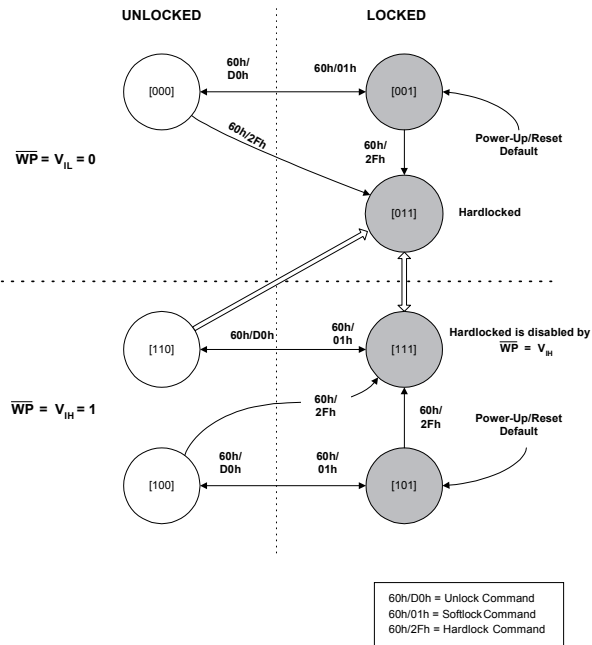 UNLOCKED LOCKED
60h/
D0h
60h/01h
[000]
[001]
60h/2Fh
60h/
2Fh
Power-Up/Reset
Default
WP = VIL = 0
[011]
Hardlocked
60h/D0h
60h/
01h
[110]
[111]
Hardlocked is disabled by
WP = VIH
60h/
2Fh
60h/
2Fh
WP = VIH = 1
Power-Up/Reset
Default
60h/
D0h
60h/
01h
[100]
[101]
60h/D0h = Unlock Command
60h/01h = SoftlockCommand
60h/2Fh = Hardlock Command